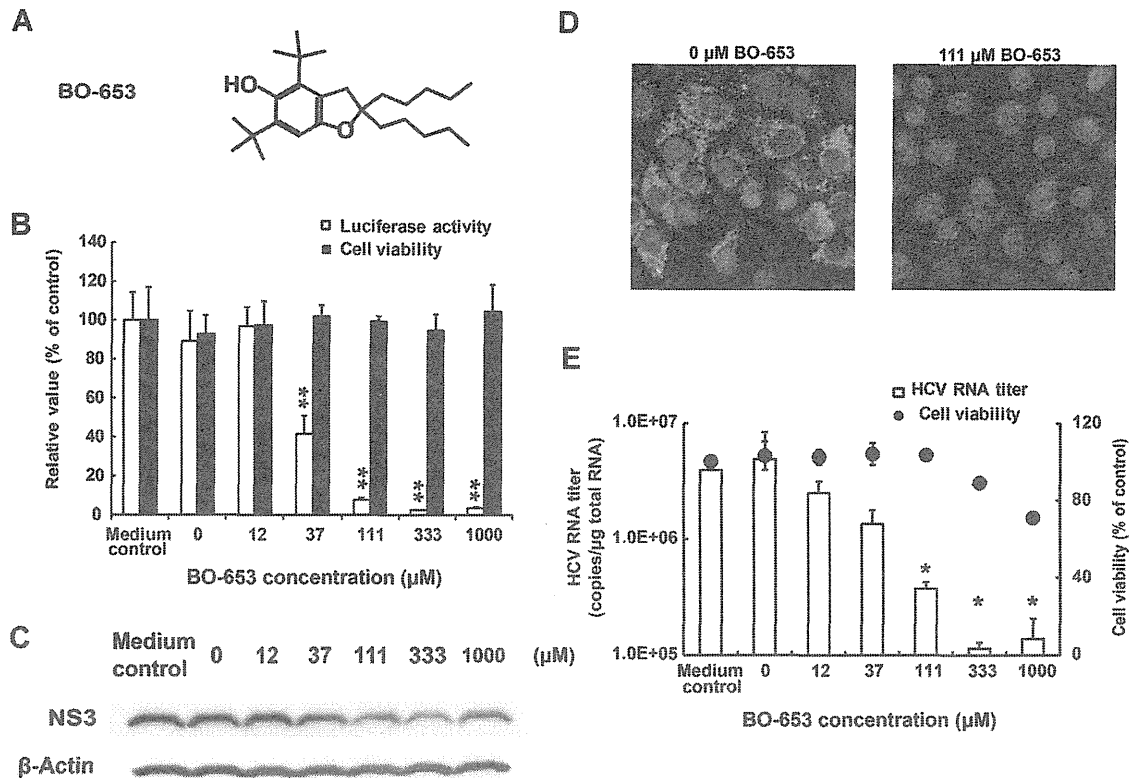 A
BO-653
HO
O
B
Luciferase activity
Cell viability
Relative value (% of control)
140
120
100
80
60
40
20
0
**
**
**
**
Medium control
0
12
37
111
333
1000
BO-653 concentration (µM)
C
Medium control
0
12
37
111
333
1000
(µM)
NS3
β-Actin
D
0 µM BO-653
111 µM BO-653
E
HCV RNA titer
Cell viability
HCV RNA titer
(copies/µg total RNA)
1.0E+07
1.0E+06
1.0E+05
120
80
40
0
Cell viability (% of control)
*
*
*
Medium control
0
12
37
111
333
1000
BO-653 concentration (µM)